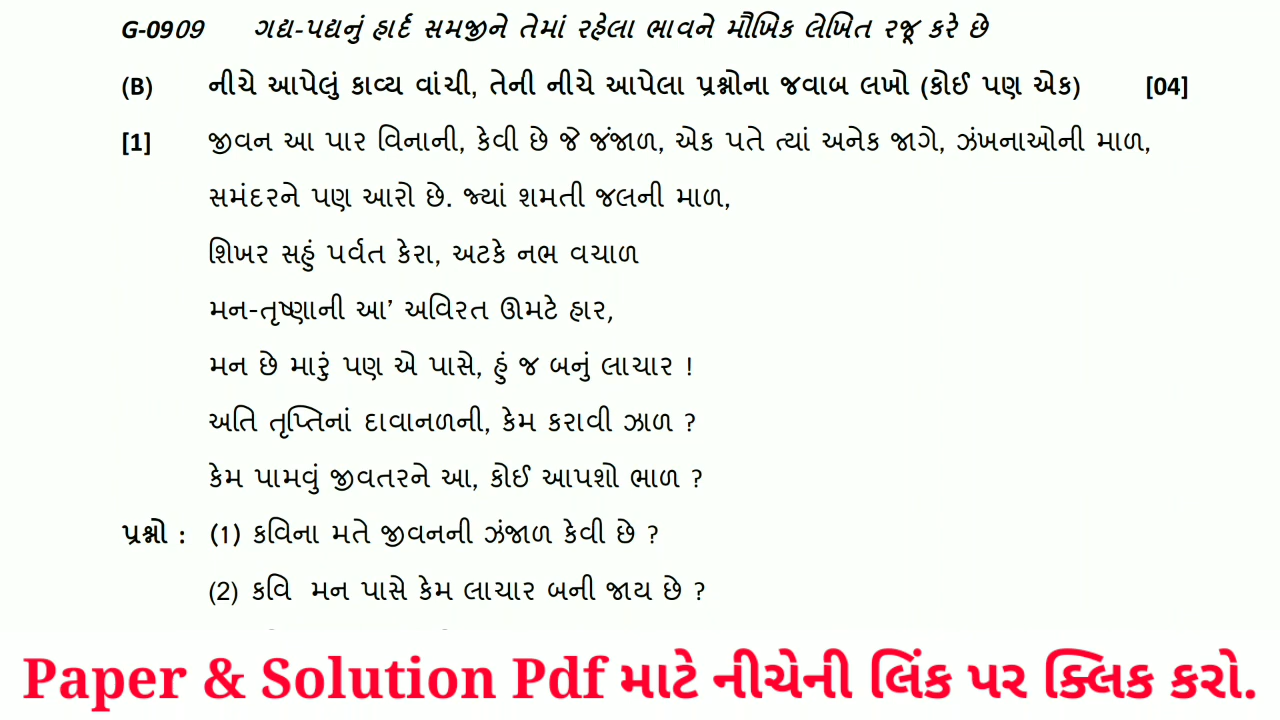 G-0909 ગદ્ય-પદ્યનું હાર્દ સમજીને તેમાં રહેલા ભાવને મૌખિક લેખિત રજૂ કરે છે
(B) નીચે આપેલું કાવ્ય વાંચી, તેની નીચે આપેલા પ્રશ્નોના જવાબ લખો (કોઈ પણ એક) [04]
[1] જીવન આ પાર વિનાની, કેવી છે જે જંજાળ, એક પતે ત્યાં અનેક જાગે, ઝંખનાઓની માળ,
સમંદરને પણ આરો છે. જ્યાં શમતી જલની માળ,
શિખર સહું પર્વત કેરા, અટકે નભ વચાળ
મન-તૃષ્ણાની આ’ અવિરત ઊમટે હાર,
મન છે મારું પણ એ પાસે, હું જ બનું લાચાર !
અતિ તૃપ્તિનાં દાવાનળની, કેમ કરાવી ઝાળ ?
કેમ પામવું જીવતરને આ, કોઈ આપશો ભાળ ?
પ્રશ્નો : (1) કવિના મતે જીવનની ઝંજાળ કેવી છે ?
(2) કવિ મન પાસે કેમ લાચાર બની જાય છે ?
Paper & Solution Pdf માટે નીચેની લિંક પર ક્લિક કરો.